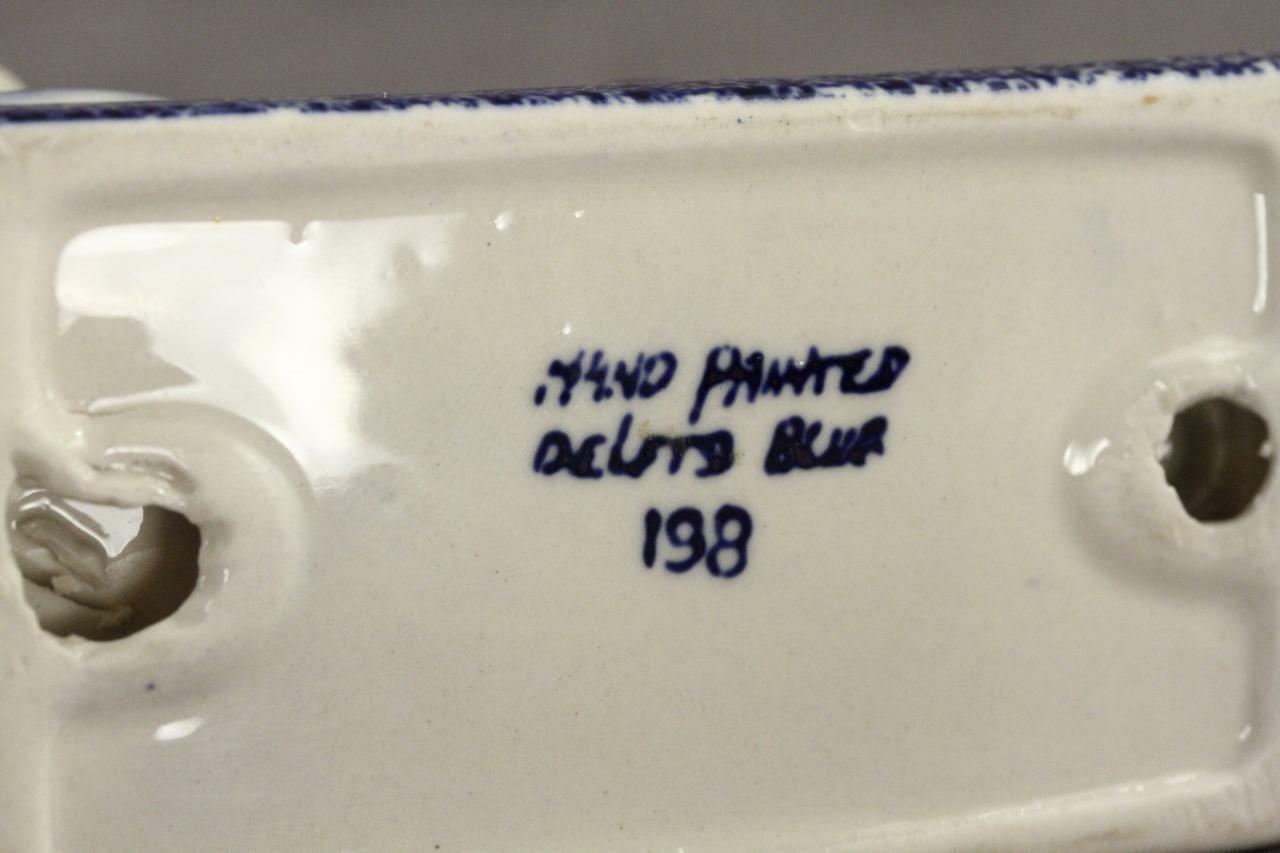 HAND PAINTED
DELFTS BLUE
198